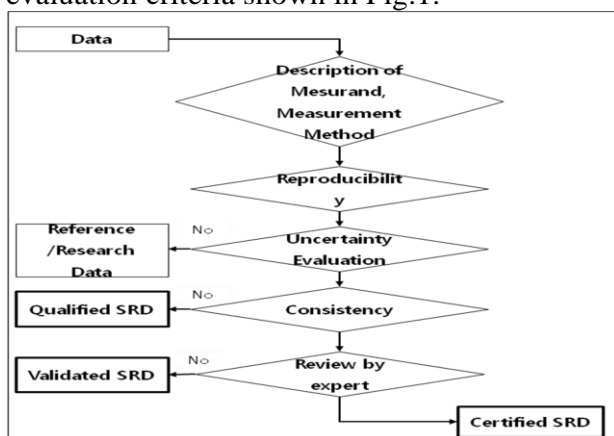 evaluation criteria shown in Fig.1.
Data
Description of
Mesurand,
Measurement
Method
Reproducibilit
y
Reference
/Research
Data
No
Uncertainty
Evaluation
Qualified SRD
No
Consistency
Validated SRD
No
Review by
expert
Certified SRD